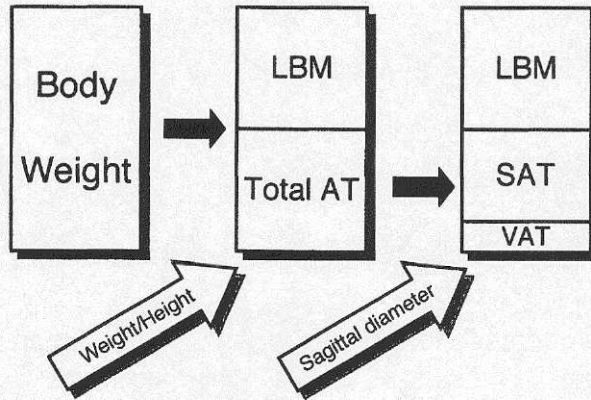 Body
Weight
LBM
Total AT
LBM
SAT
VAT
Weight/Height
Sagittal diameter